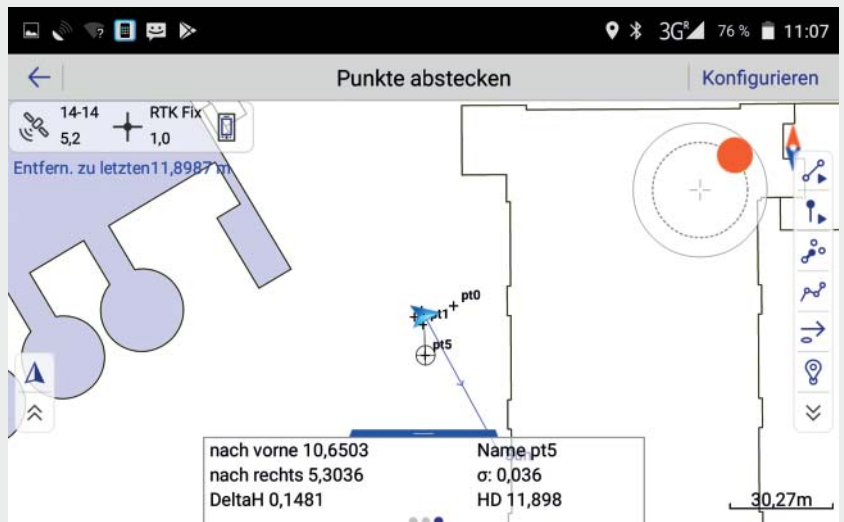 3G R 76 % 11:07
Punkte abstecken
Konfigurieren
14-14
5,2
RTK Fix
1,0
Entfern. zu letzten11,8987 m
pt0
pt1
pt5
nach vorne 10,6503
nach rechts 5,3036
DeltaH 0,1481
Name pt5
σ: 0,036
HD 11,898
30,27m